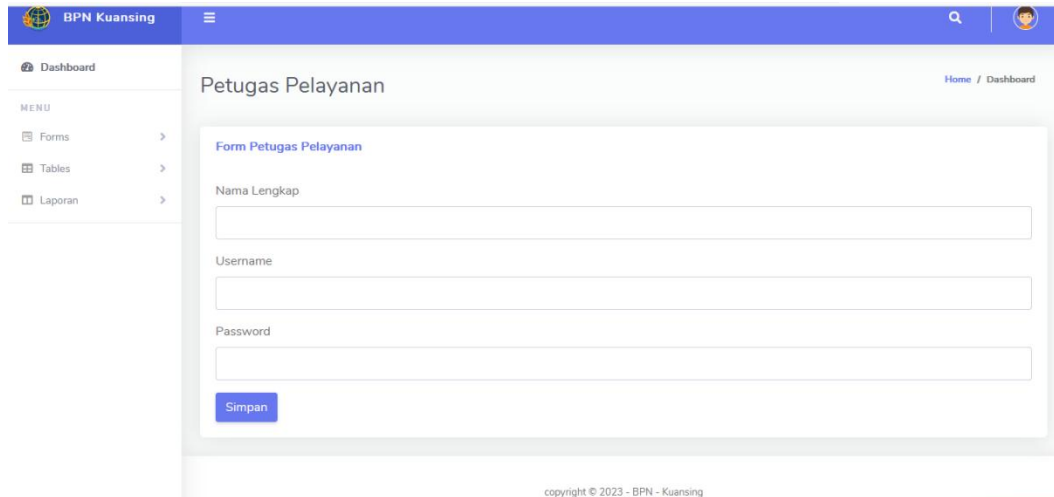 BPN Kuansing
Dashboard
MENU
Forms
Tables
Laporan
Petugas Pelayanan
Home / Dashboard
Form Petugas Pelayanan
Nama Lengkap
Username
Password
Simpan
copyright © 2023 - BPN - Kuansing